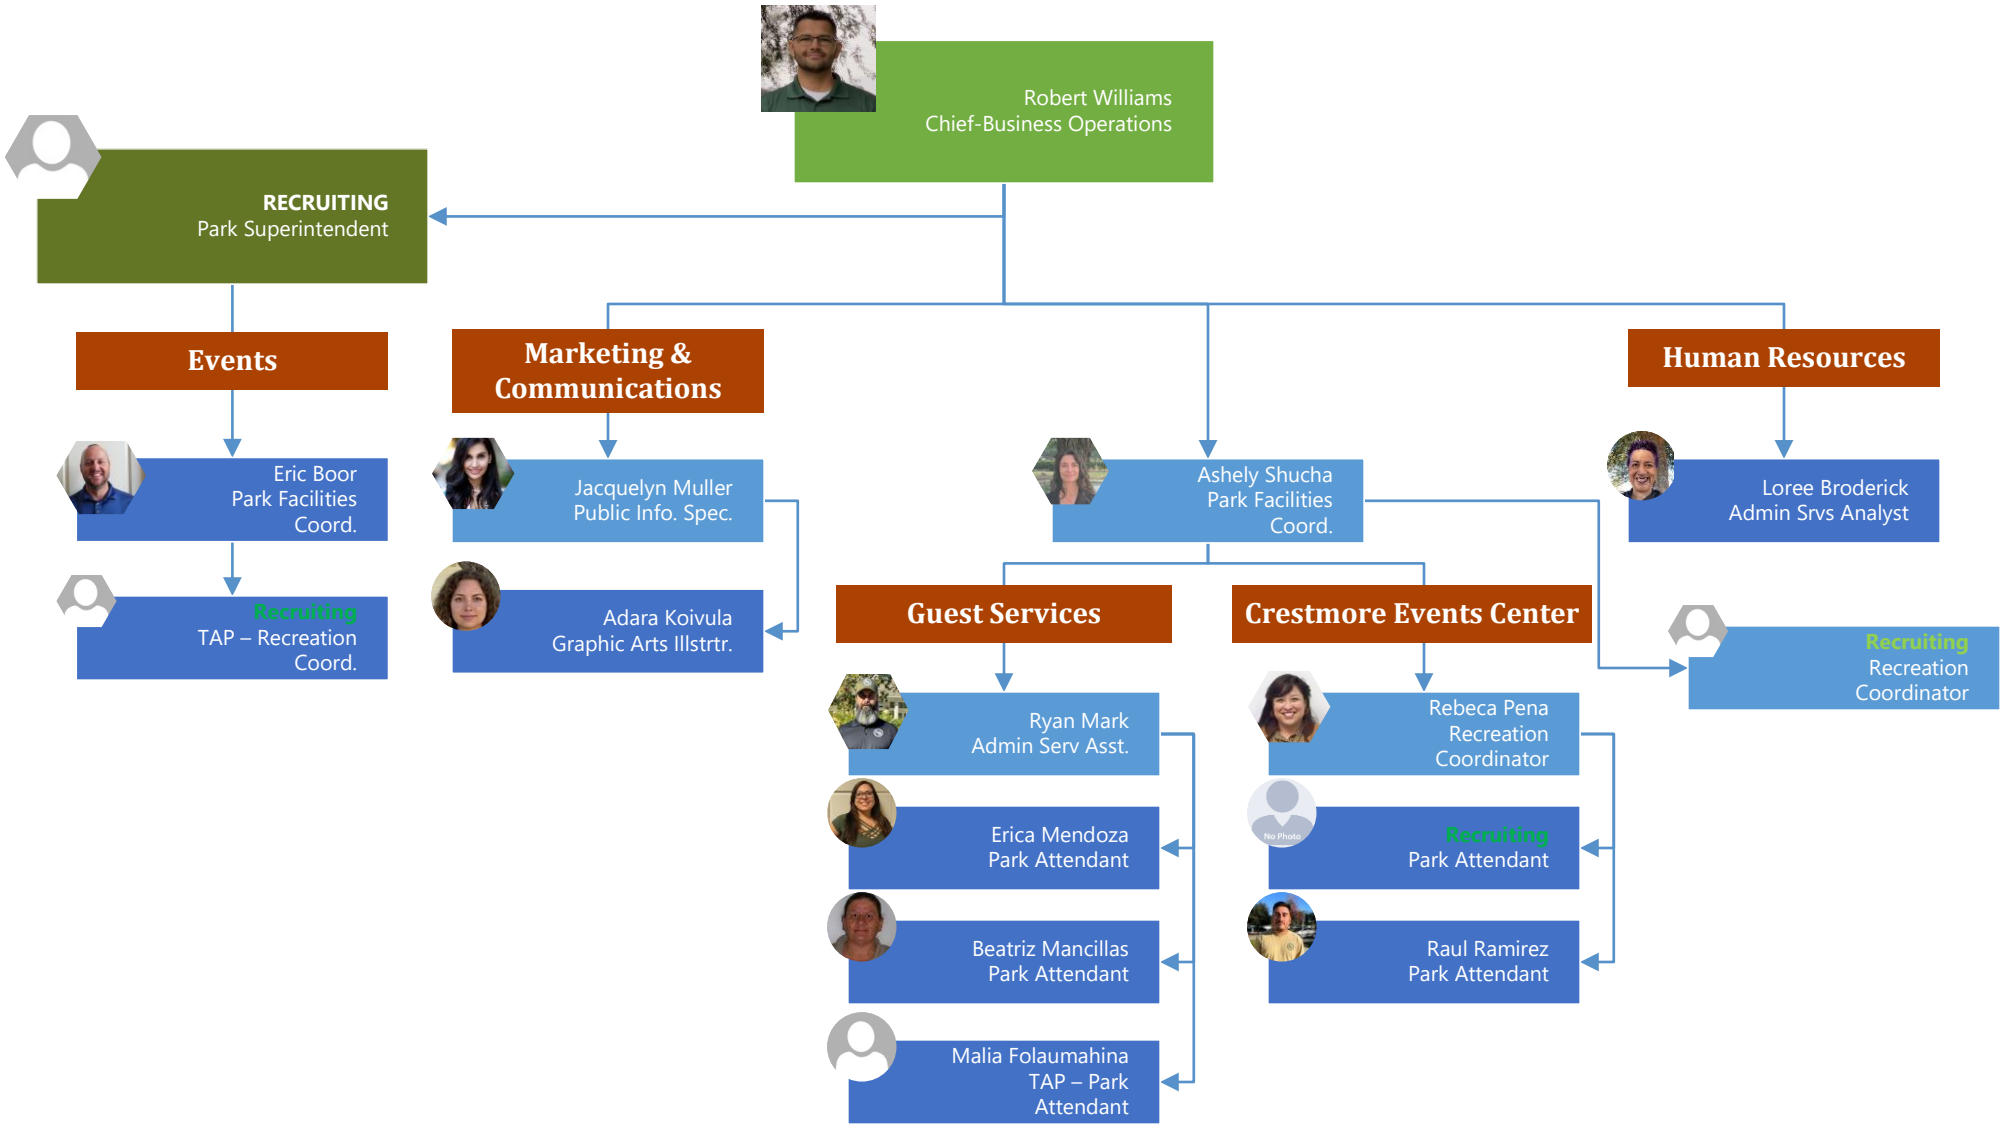 Robert Williams
Chief-Business Operations
RECRUITING
Park Superintendent
Events
Marketing &
Communications
Human Resources
Eric Boor
Park Facilities
Coord.
Jacquelyn Muller
Public Info. Spec.
Ashely Shucha
Park Facilities
Coord.
Loree Broderick
Admin Srvs Analyst
Recruiting
TAP – Recreation
Coord.
Adara Koivula
Graphic Arts Illstrtr.
Guest Services
Crestmore Events Center
Recruiting
Recreation
Coordinator
Ryan Mark
Admin Serv Asst.
Rebeca Pena
Recreation
Coordinator
Erica Mendoza
Park Attendant
No Photo
Recruiting
Park Attendant
Beatriz Mancillas
Park Attendant
Raul Ramirez
Park Attendant
Malia Folaumahina
TAP – Park
Attendant